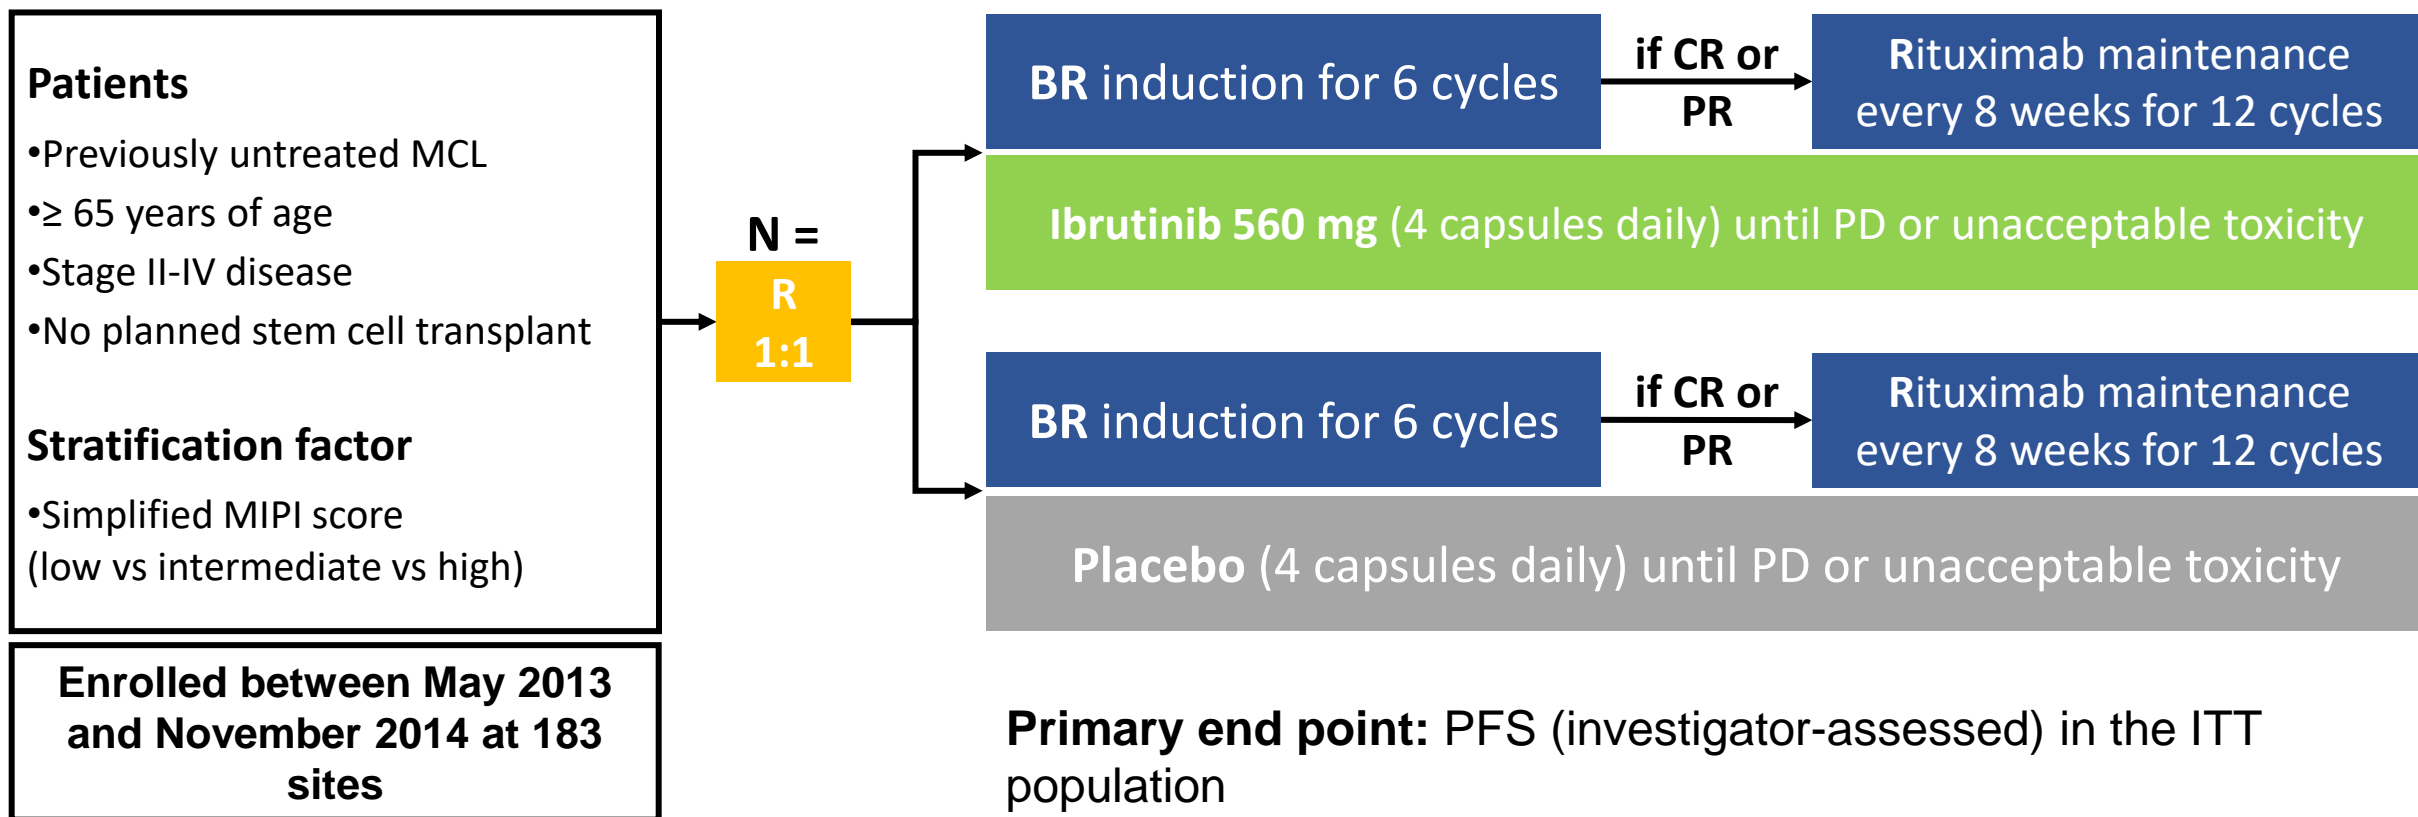 Patients
•Previously untreated MCL
•≥ 65 years of age
•Stage II-IV disease
•No planned stem cell transplant
Stratification factor
•Simplified MIPI score
(low vs intermediate vs high)
Enrolled between May 2013
and November 2014 at 183
sites
N =
R
1:1
BR induction for 6 cycles
if CR or
PR
Rituximab maintenance
every 8 weeks for 12 cycles
Ibrutinib 560 mg (4 capsules daily) until PD or unacceptable toxicity
BR induction for 6 cycles
if CR or
PR
Rituximab maintenance
every 8 weeks for 12 cycles
Placebo (4 capsules daily) until PD or unacceptable toxicity
Primary end point: PFS (investigator-assessed) in the ITT
population